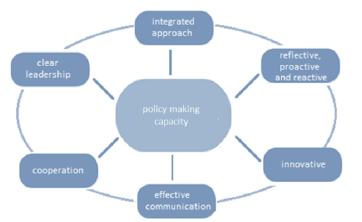 integrated
approach
clear
leadership
reflective,
proactive
and reactive
policy making
capacity
cooperation
innovative
effective
communication